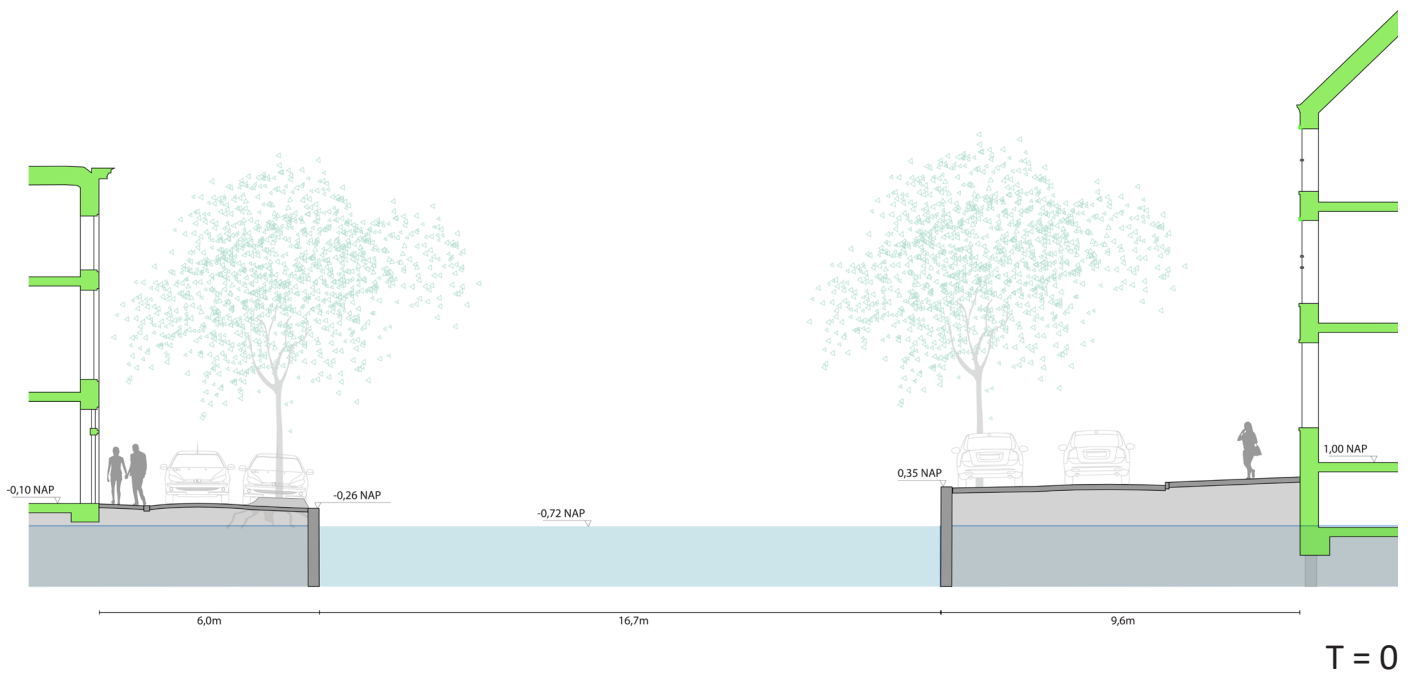 1,00 NAP
0,35 NAP
-0,10 NAP
-0,26 NAP
-0,72 NAP
6,0m
16,7m
9,6m
T = 0